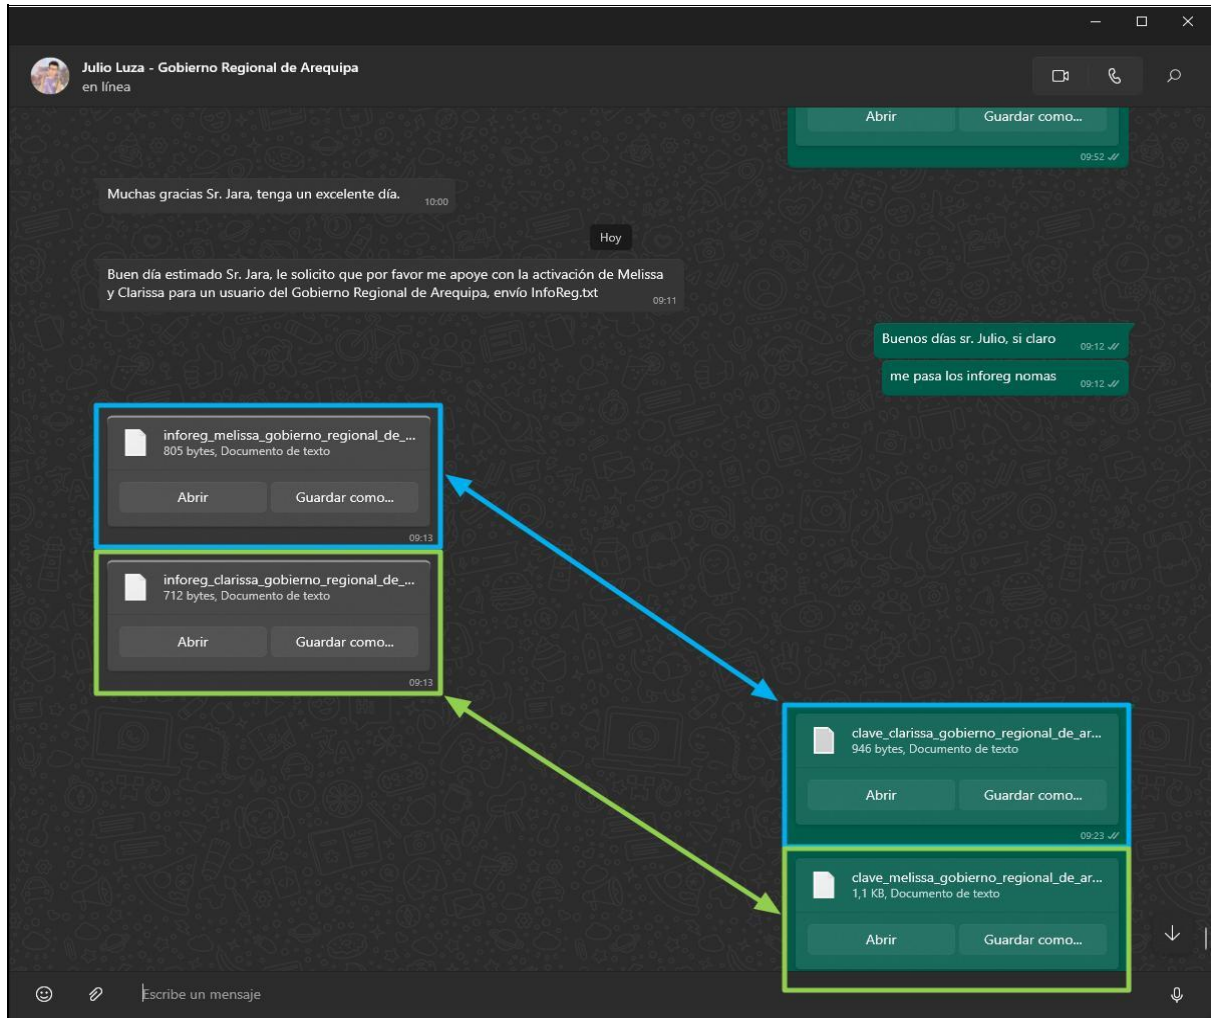 Julio Luza - Gobierno Regional de Arequipa
en línea
Abrir
Guardar como...
09:52
Muchas gracias Sr. Jara, tenga un excelente día.
10:00
Hoy
Buen día estimado Sr. Jara, le solicito que por favor me apoye con la activación de Melissa
y Clarissa para un usuario del Gobierno Regional de Arequipa, envío InfoReg.txt
09:11
Buenos días sr. Julio, si claro
09:12
me pasa los inforeg nomas
09:12
inforeg_melissa_gobierno_regional_de_...
805 bytes, Documento de texto
Abrir
Guardar como...
09:13
inforeg_clarissa_gobierno_regional_de_...
712 bytes, Documento de texto
Abrir
Guardar como...
09:13
clave_clarissa_gobierno_regional_de_ar...
946 bytes, Documento de texto
Abrir
Guardar como...
09:23
clave_melissa_gobierno_regional_de_ar...
1,1 KB, Documento de texto
Abrir
Guardar como...
Escribe un mensaje